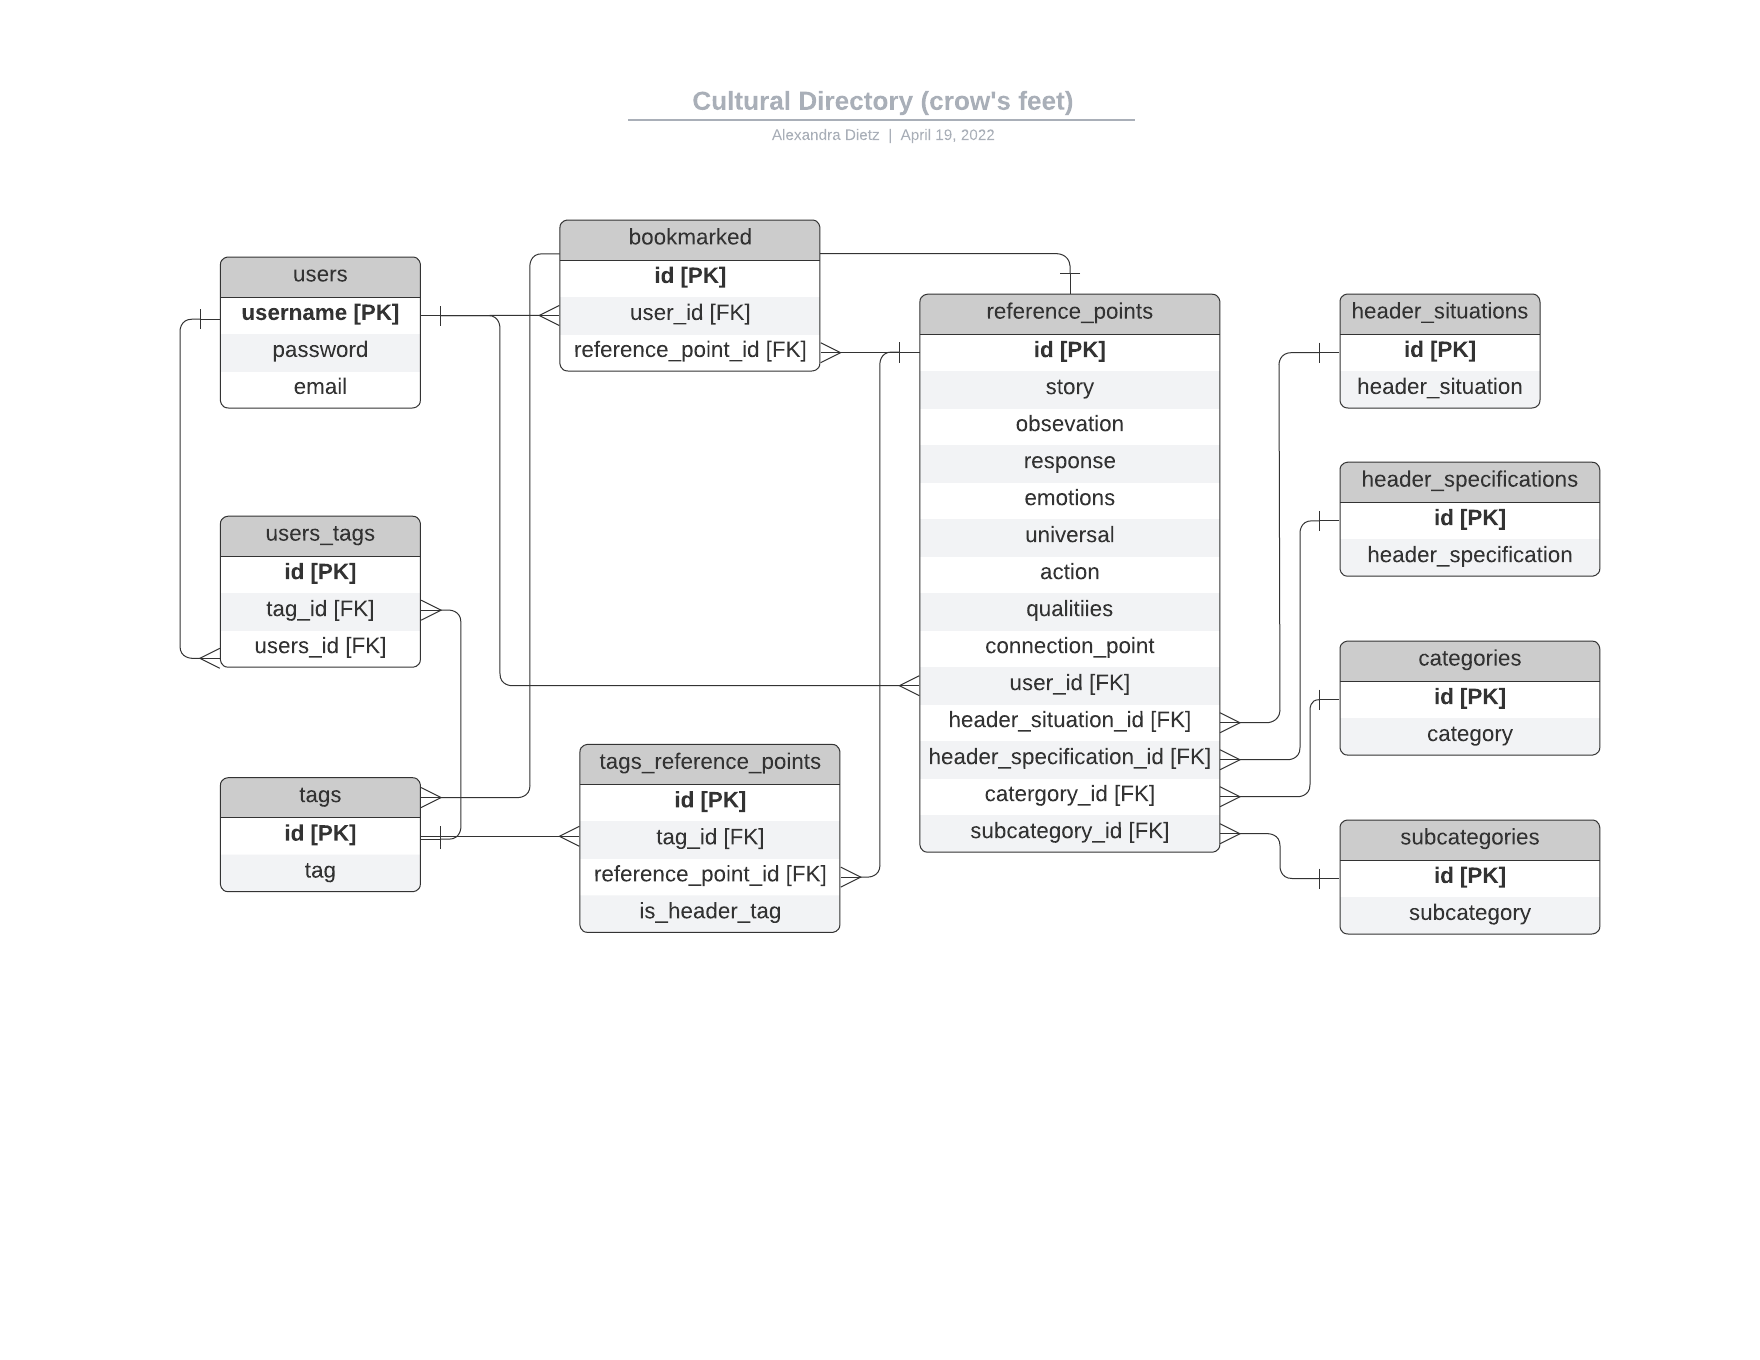 Cultural Directory (crow's feet)
Alexandra Dietz | April 19, 2022
users
username [PK]
password
email
users_tags
id [PK]
tag_id [FK]
users_id [FK]
tags
id [PK]
tag
bookmarked
id [PK]
user_id [FK]
reference_point_id [FK]
tags_reference_points
id [PK]
tag_id [FK]
reference_point_id [FK]
is_header_tag
reference_points
id [PK]
story
obsevation
response
emotions
universal
action
qualitiies
connection_point
user_id [FK]
header_situation_id [FK]
header_specification_id [FK]
catergory_id [FK]
subcategory_id [FK]
header_situations
id [PK]
header_situation
header_specifications
id [PK]
header_specification
categories
id [PK]
category
subcategories
id [PK]
subcategory